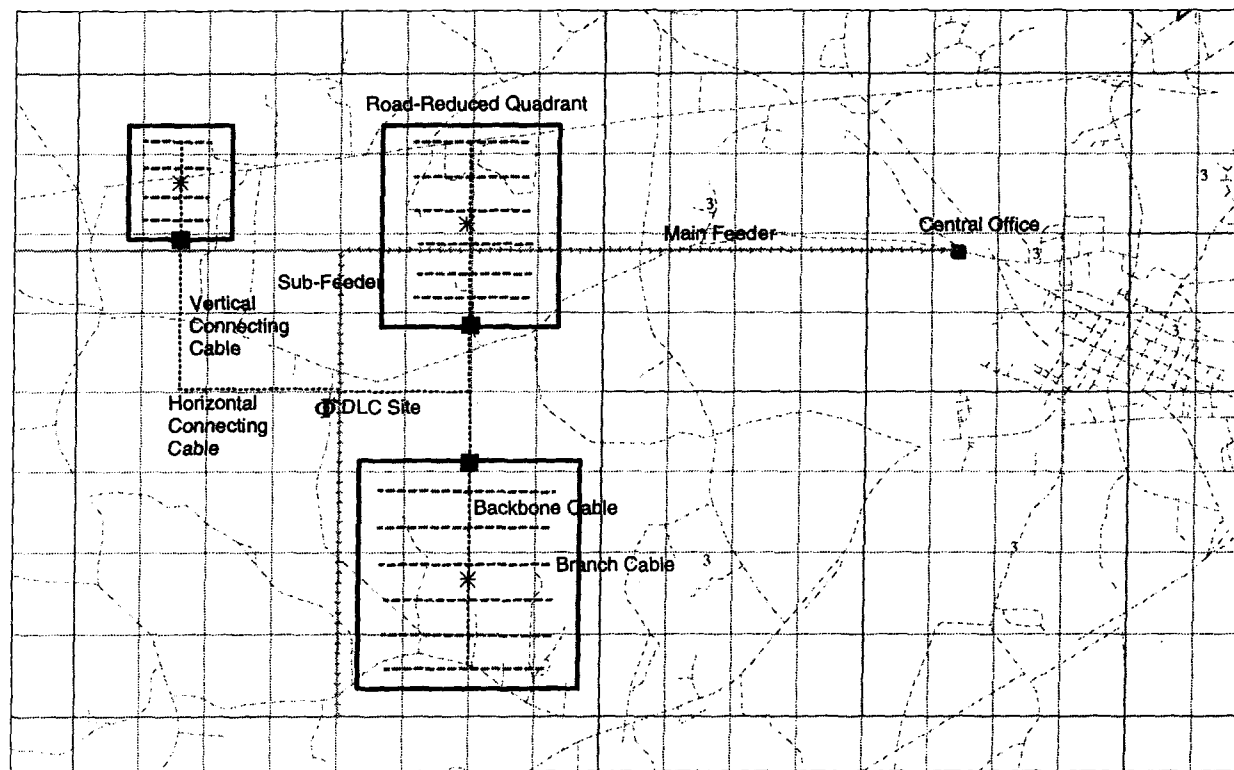 Road-Reduced Quadrant
3
3
Main Feeder
Central Office
3
Sub-Feeder
Vertical
Connecting
Cable
3
Horizontal
Connecting
Cable
DLC Site
Backbone Cable
Branch Cable
3
3